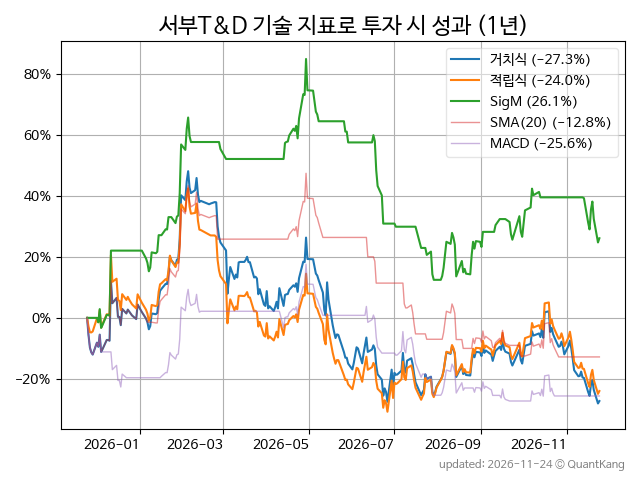 서부T&D 기술 지표로 투자 시 성과 (1년)
거치식 (−27.3%)
적립식 (−24.0%)
SigM (26.1%)
SMA(20) (−12.8%)
MACD (−25.6%)
80%
60%
40%
20%
0%
−20%
2026−01 2026−03 2026−05 2026−07 2026−09 2026−11
updated: 2026-11-24 © QuantKang